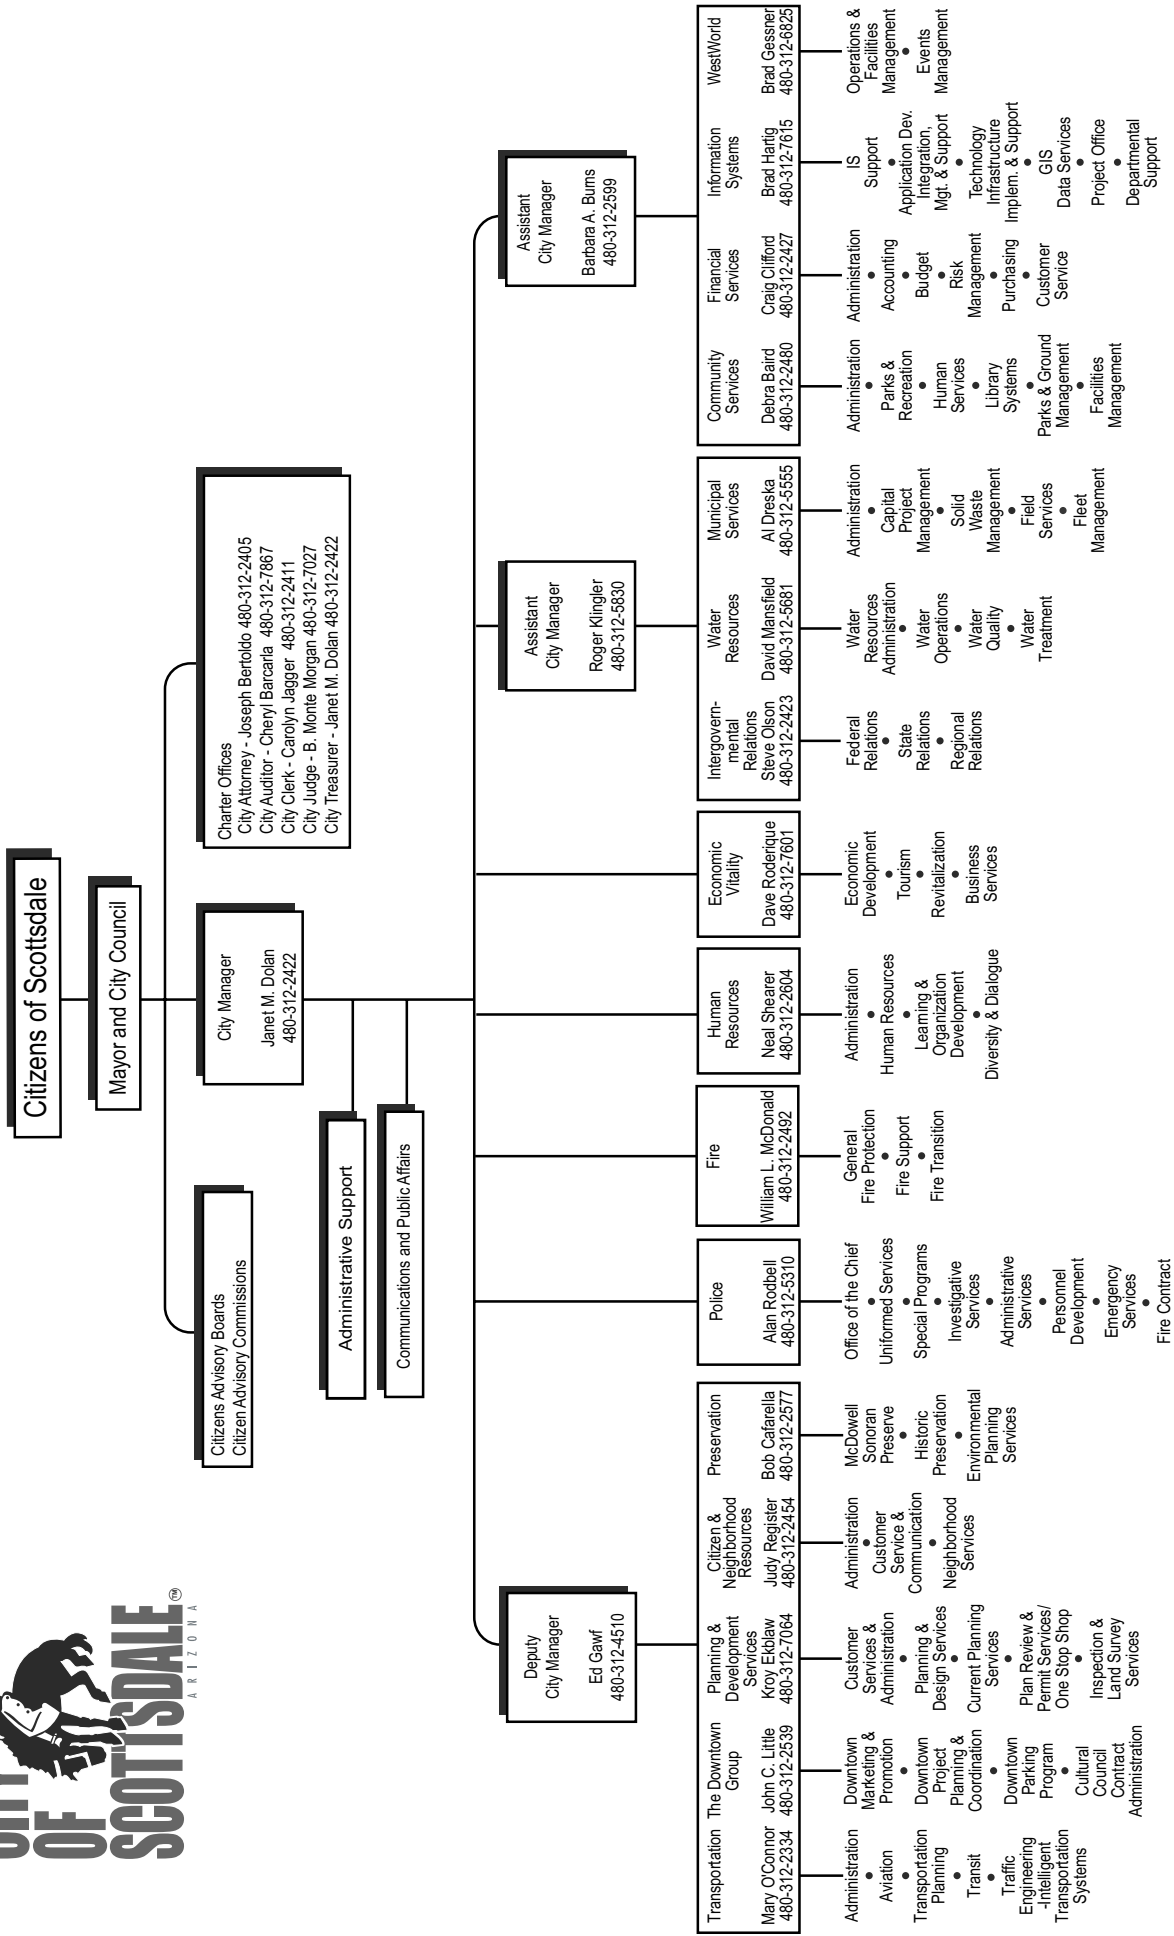 CITY
OF
SCOTTSDALE™
ARIZONA
Citizens of Scottsdale
Mayor and City Council
Citizens Advisory Boards
Citizen Advisory Commissions
City Manager
Janet M. Dolan
480-312-2422
Charter Offices
City Attorney - Joseph Bertoldo 480-312-2405
City Auditor - Cheryl Barcarla 480-312-7867
City Clerk - Carolyn Jagger 480-312-2411
City Judge - B. Monte Morgan 480-312-7027
City Treasurer - Janet M. Dolan 480-312-2422
Administrative Support
Communications and Public Affairs
Deputy
City Manager
Ed Gawf
480-312-4510
Assistant
City Manager
Roger Klingler
480-312-5830
Assistant
City Manager
Barbara A. Burns
480-312-2599
Transportation
Mary O'Connor
480-312-2334
Administration
•
Aviation
•
Transportation
Planning
•
Transit
•
Traffic
Engineering
-Intelligent
Transportation
Systems
The Downtown
Group
John C. Little
480-312-2539
Downtown
Marketing &
Promotion
•
Downtown
Project
Planning &
Coordination
•
Downtown
Parking
Program
•
Cultural
Council
Contract
Administration
Planning &
Development
Services
Kroy Ekblaw
480-312-7064
Customer
Services &
Administration
•
Planning &
Design Services
•
Current Planning
Services
•
Plan Review &
Permit Services/
One Stop Shop
•
Inspection &
Land Survey
Services
Citizen &
Neighborhood
Resources
Judy Register
480-312-2454
Administration
•
Customer
Service &
Communication
•
Neighborhood
Services
Preservation
Bob Cafarella
480-312-2577
McDowell
Sonoran
Preserve
•
Historic
Preservation
•
Environmental
Planning
Services
Police
Alan Rodbell
480-312-5310
Office of the Chief
•
Uniformed Services
•
Special Programs
•
Investigative
Services
•
Administrative
Services
•
Personnel
Development
•
Emergency
Services
•
Fire Contract
Fire
William L. McDonald
480-312-2492
General
Fire Protection
•
Fire Support
•
Fire Transition
Human
Resources
Neal Shearer
480-312-2604
Administration
•
Human Resources
•
Learning &
Organization
Development
•
Diversity & Dialogue
Economic
Vitality
Dave Roderique
480-312-7601
Economic
Development
•
Tourism
•
Revitalization
•
Business
Services
Intergovern-
mental
Relations
Steve Olson
480-312-2423
Federal
Relations
•
State
Relations
•
Regional
Relations
Water
Resources
David Mansfield
480-312-5681
Water
Resources
Administration
•
Water
Operations
•
Water
Quality
•
Water
Treatment
Municipal
Services
Al Dreska
480-312-5555
Administration
•
Capital
Project
Management
•
Solid
Waste
Management
•
Field
Services
•
Fleet
Management
Community
Services
Debra Baird
480-312-2480
Administration
•
Parks &
Recreation
•
Human
Services
•
Library
Systems
•
Parks & Ground
Management
•
Facilities
Management
Financial
Services
Craig Clifford
480-312-2427
Administration
•
Accounting
•
Budget
•
Risk
Management
•
Purchasing
•
Customer
Service
Information
Systems
Brad Hartig
480-312-7615
IS
Support
•
Application Dev.
Integration,
Mgt. & Support
•
Technology
Infrastructure
Implem. & Support
•
GIS
Data Services
•
Project Office
•
Departmental
Support
WestWorld
Brad Gessner
480-312-6825
Operations &
Facilities
Management
•
Events
Management